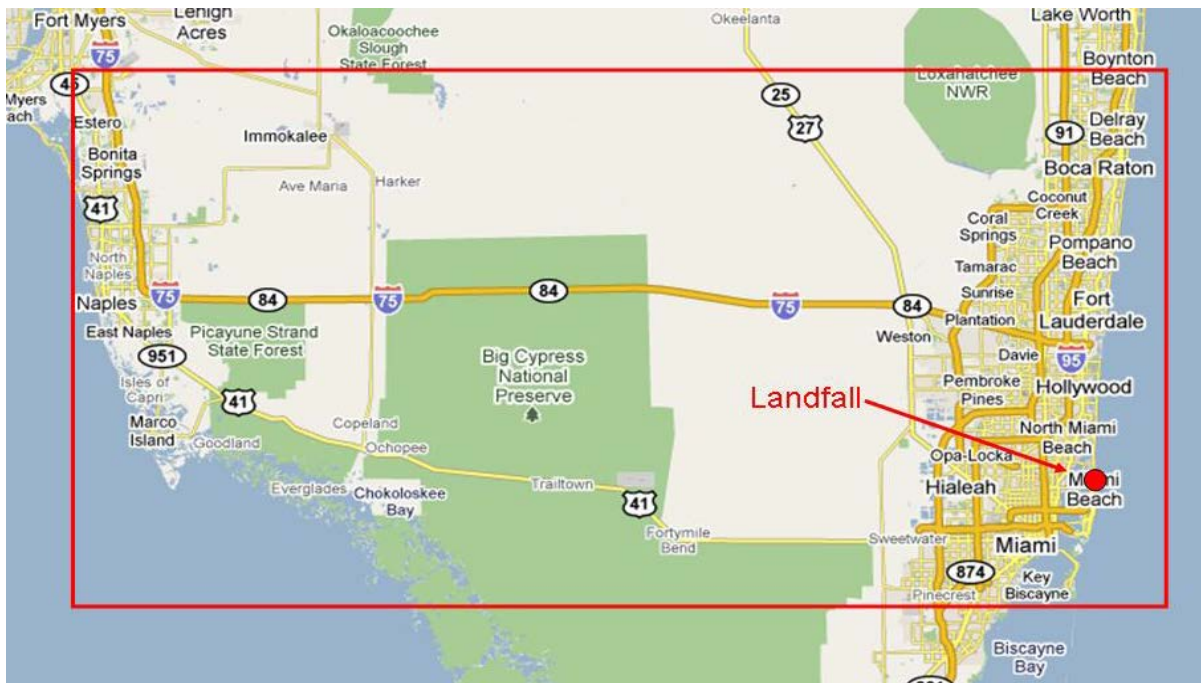 Fort Myers
Lehigh
Acres
Okaloacoochee
Slough
State Forest
Okeelanta
Lake Worth
75
45
Myers
ach
Estero
Bonita
Springs
41
Immokalee
Ave Maria
Harker
25
27
Loxahatchee
NWR
Boynton
Beach
91
Delray
Beach
Boca Raton
Coconut
Creek
Coral
Springs
Pompano
Beach
Tamarac
Sunrise
North
Naples
Naples
75
84
75
84
75
84
Fort
Lauderdale
Plantation
Weston
Davie
95
East Naples
951
Picayune Strand
State Forest
Big Cypress
National
Preserve
Pembroke
Pines
Hollywood
Landfall
Isles of
Capri
41
Marco
Island
Goodland
Copeland
Ochopee
North Miami
Beach
Opa-Locka
Everglades
Chokoloskee
Bay
Trailtown
41
Hialeah
Miami
Beach
Fortymile
Bend
Sweetwater
Miami
874
Key
Biscayne
Pinecrest
Biscayne
Bay